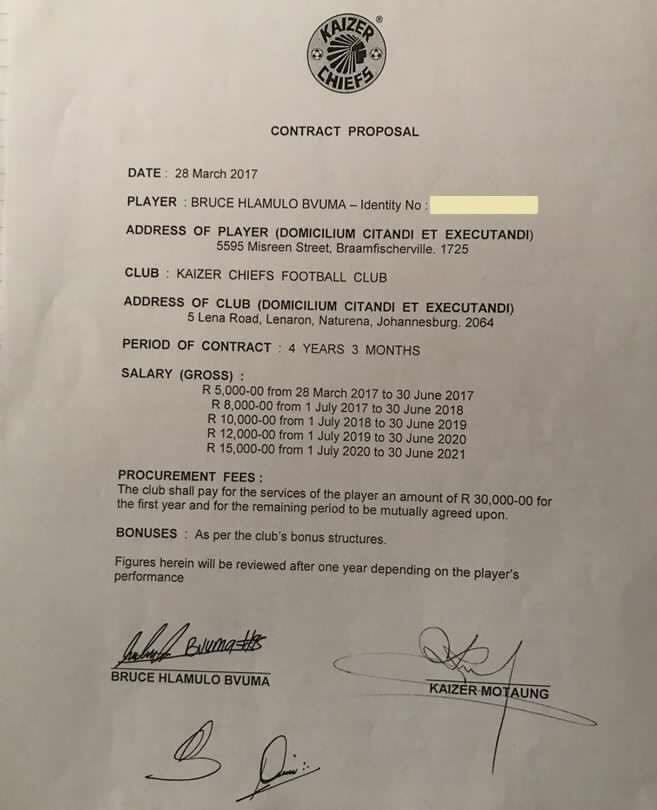 KAIZER
CHIEFS
®
CONTRACT PROPOSAL
DATE : 28 March 2017
PLAYER : BRUCE HLAMULO BVUMA – Identity No :
ADDRESS OF PLAYER (DOMICILIUM CITANDI ET EXECUTANDI)
5595 Misreen Street, Braamfischerville. 1725
CLUB : KAIZER CHIEFS FOOTBALL CLUB
ADDRESS OF CLUB (DOMICILIUM CITANDI ET EXECUTANDI)
5 Lena Road, Lenaron, Naturena, Johannesburg. 2064
PERIOD OF CONTRACT : 4 YEARS 3 MONTHS
SALARY (GROSS) :
R 5,000-00 from 28 March 2017 to 30 June 2017
R 8,000-00 from 1 July 2017 to 30 June 2018
R 10,000-00 from 1 July 2018 to 30 June 2019
R 12,000-00 from 1 July 2019 to 30 June 2020
R 15,000-00 from 1 July 2020 to 30 June 2021
PROCUREMENT FEES :
The club shall pay for the services of the player an amount of R 30,000-00 for
the first year and for the remaining period to be mutually agreed upon.
BONUSES : As per the club's bonus structures.
Figures herein will be reviewed after one year depending on the player's
performance
Bvuma
BRUCE HLAMULO BVUMA
KAIZER MOTAUNG